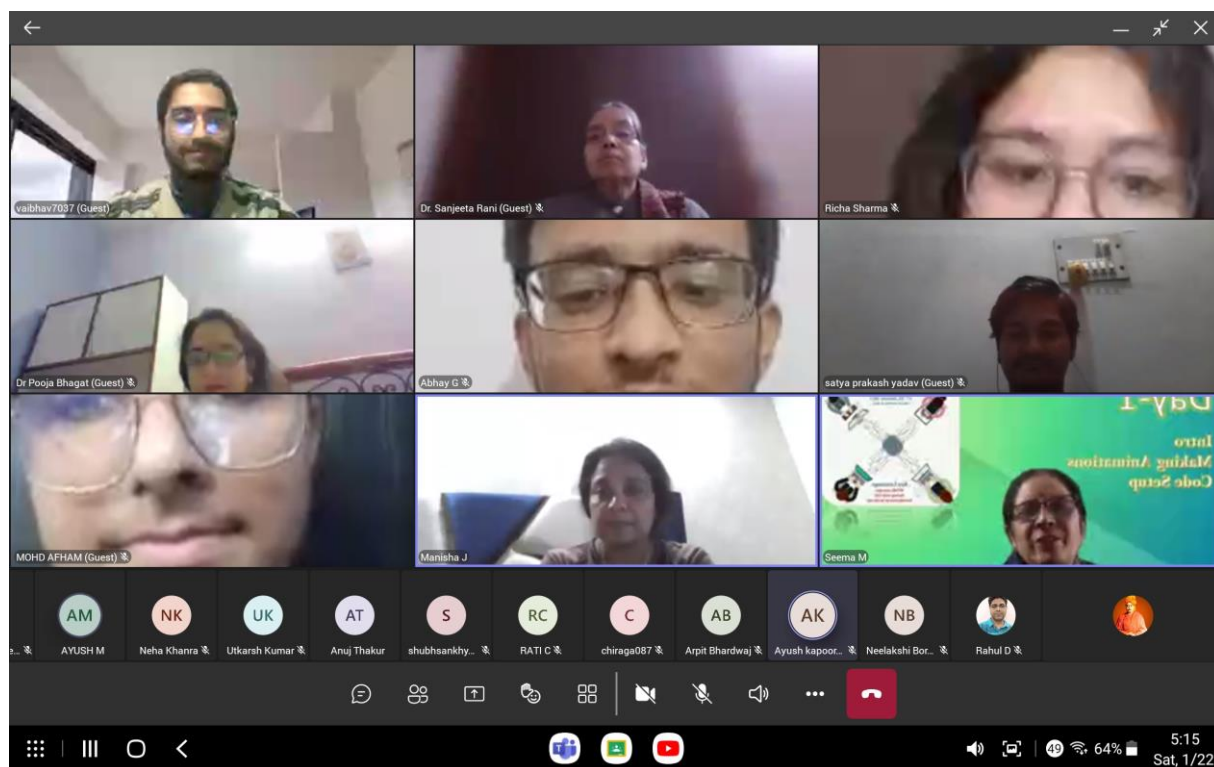 vaibhav7037 (Guest)
Dr. Sanjeeta Rani (Guest)
Richa Sharma
Dr Pooja Bhagat (Guest)
Abhay G
satya prakash yadav (Guest)
MOHD AFHAM (Guest)
Manisha J
Day-1
Intro
Making Animations
Code Setup
Seema M
AM
NK
UK
AT
S
RC
C
AB
AK
NB
e...
AYUSH M
Neha Khanra
Utkarsh Kumar
Anuj Thakur
shubhsankhy...
RATI C
chiraga087
Arpit Bhardwaj
Ayush kapoor...
Neelakshi Bor...
Rahul D
49
64%
5:15
Sat, 1/22